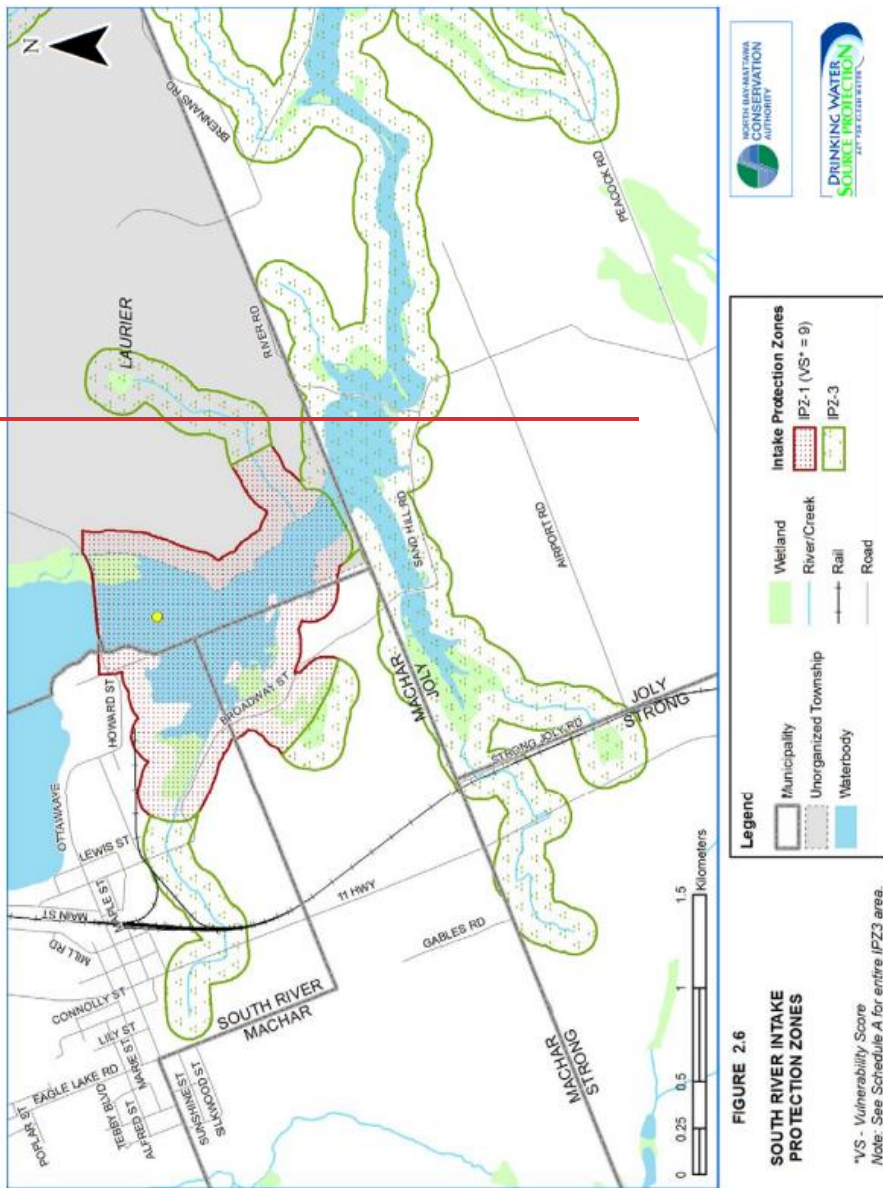 N
BRENNANS RD
LAURIER
RIVER RD
PEACOCK RD
HOWARD ST
OTTAWAAYE
LEWIS ST
MAIN ST
MAPLE ST
MILL RD
BROADWAY ST
SAND HILL RD
AIRPORT RD
MACHAR
JOLY
CONNOLLY ST
LILY ST
MARIE ST
EAGLE LAKE RD
POPLAR ST
TEBBY BLVD
ALFRED ST
SUNSHINE ST
SILKWOOD ST
SOUTH RIVER
MACHAR
11 HWY
GABLES RD
STRONG JOLY RD
JOLY
STRONG
MACHAR
STRONG
0 0.25 0.5 1 1.5
Kilometers
FIGURE 2.6
SOUTH RIVER INTAKE
PROTECTION ZONES
*VS - Vulnerability Score
Note: See Schedule A for entire IPZ3 area.
Legend
Municipality
Unorganized Township
Waterbody
Wetland
River/Creek
Rail
Road
Intake Protection Zones
IPZ-1 (VS* = 9)
IPZ-3
NORTH BAY-MATTAWA
CONSERVATION
AUTHORITY
DRINKING WATER
SOURCE PROTECTION
ACT FOR CLEAN WATER